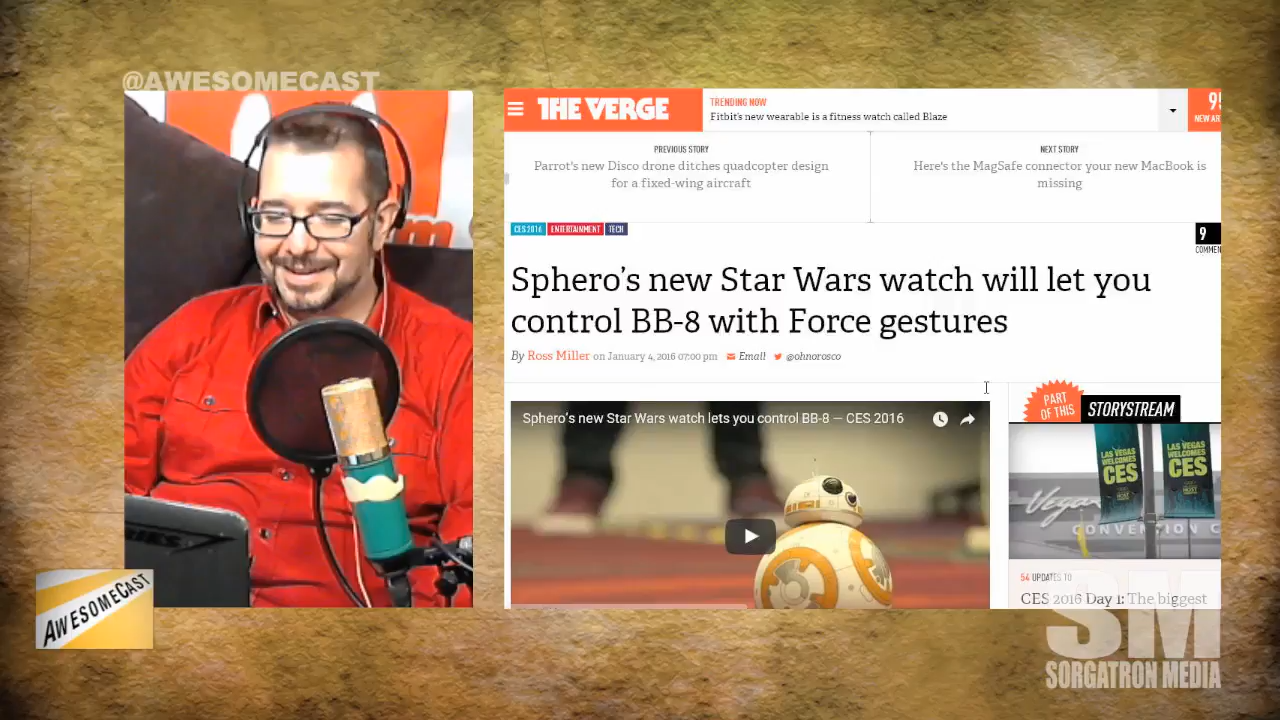 @AWESOMECAST
THE VERGE
TRENDING NOW
Fitbit's new wearable is a fitness watch called Blaze
NEW
PREVIOUS STORY
Parrot's new Disco drone ditches quadcopter design
for a fixed-wing aircraft
NEXT STORY
Here's the MagSafe connector your new MacBook is
missing
CES 2016 ENTERTAINMENT TECH
9
COMMEN
Sphero's new Star Wars watch will let you
control BB-8 with Force gestures
By Ross Miller on January 4, 2016 07:00 pm Email @ohnorosco
PART
OF THIS
STORYSTREAM
Sphero's new Star Wars watch lets you control BB-8 — CES 2016
LAS VEGAS
WELCOMES
CES
LAS VEGAS
WELCOMES
CES
Vegas
CONVENTION C
54 UPDATES TO
CES 2016 Day 1: The biggest
AWESOMECAST
SM
SORGATRON MEDIA